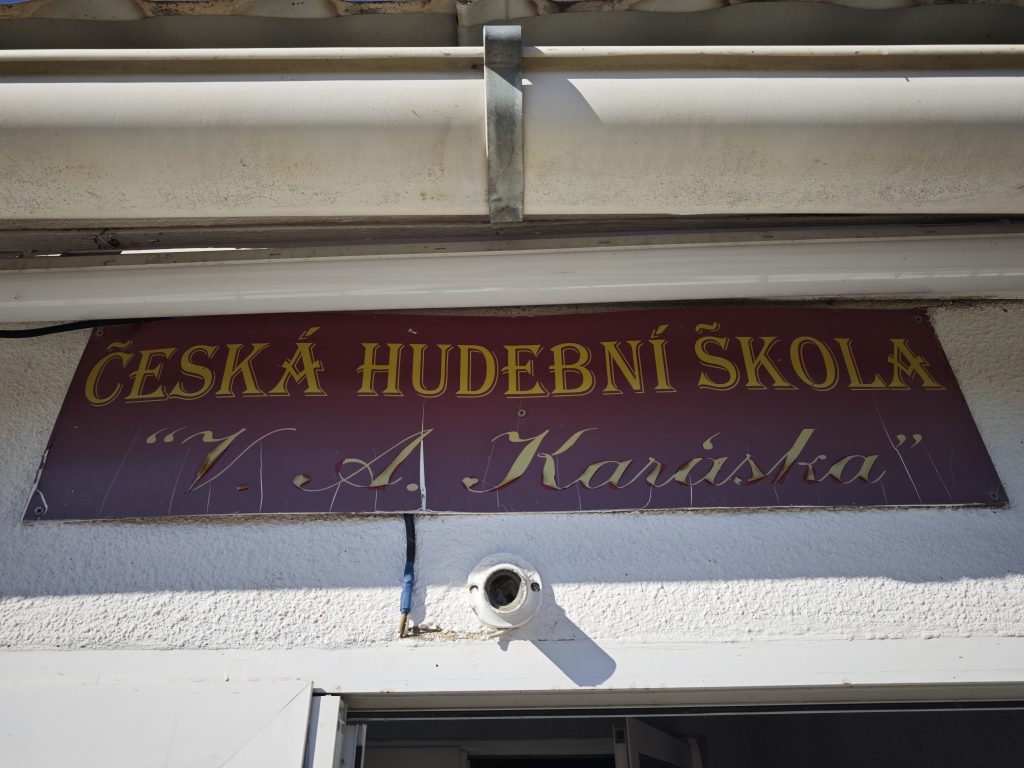 ČESKÁ HUDEBNÍ ŠKOLA
“V. A. Karáska”